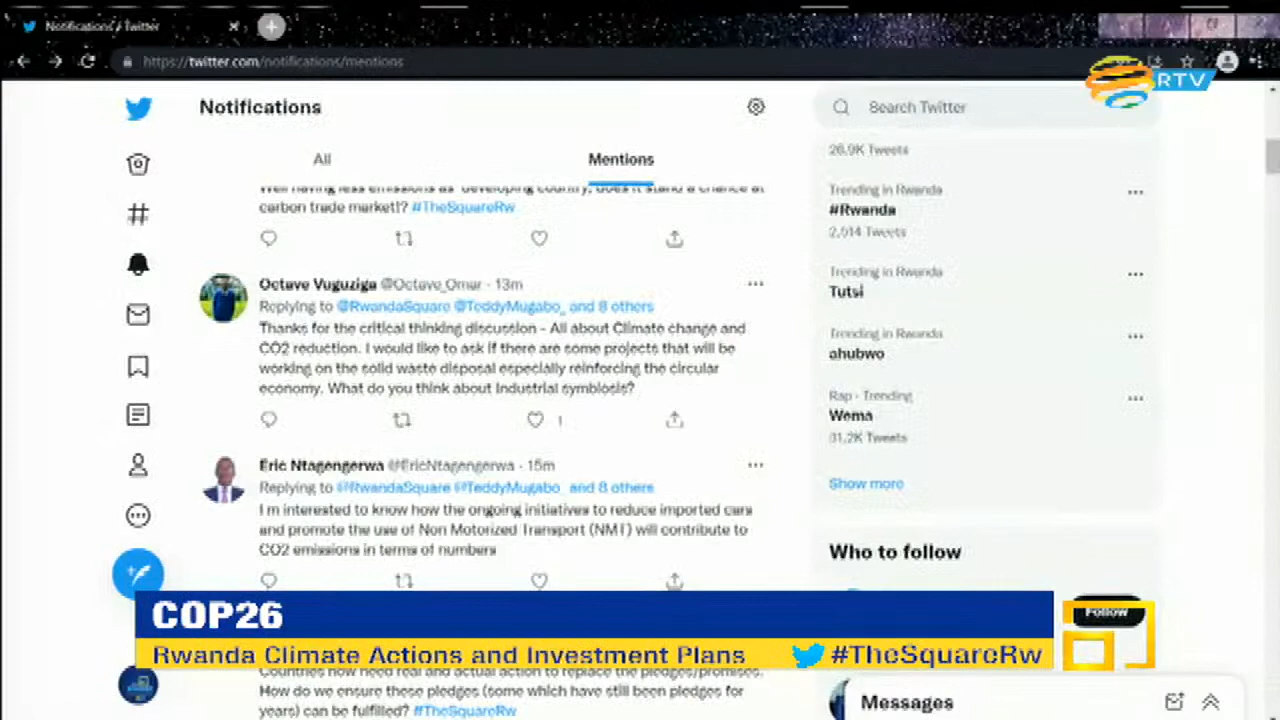 Notifications / Twitter
https://twitter.com/notifications/mentions
RTV
Notifications
Search Twitter
All
Mentions
Well having less emissions as developing country, does it stand a chance at
carbon trade market!? #TheSquareRw
Octave Vuguziga @Octave_Omar · 13m
Replying to @RwandaSquare @TeddyMugabo_ and 8 others
Thanks for the critical thinking discussion - All about Climate change and
CO2 reduction. I would like to ask if there are some projects that will be
working on the solid waste disposal especially reinforcing the circular
economy. What do you think about Industrial symbiosis?
1
Eric Ntagengerwa @EricNtagengerwa · 15m
Replying to @RwandaSquare @TeddyMugabo_ and 8 others
I m interested to know how the ongoing initiatives to reduce imported cars
and promote the use of Non Motorized Transport (NMT) will contribute to
CO2 emissions in terms of numbers
26.9K Tweets
Trending in Rwanda
#Rwanda
2,014 Tweets
Trending in Rwanda
Tutsi
Trending in Rwanda
ahubwo
Rap · Trending
Wema
31.2K Tweets
Show more
Who to follow
Follow
COP26
Rwanda Climate Actions and Investment Plans
#TheSquareRw
Countries now need real and actual action to replace the pledges/promises.
How do we ensure these pledges (some which have still been pledges for
years) can be fulfilled? #TheSquareRw
Messages